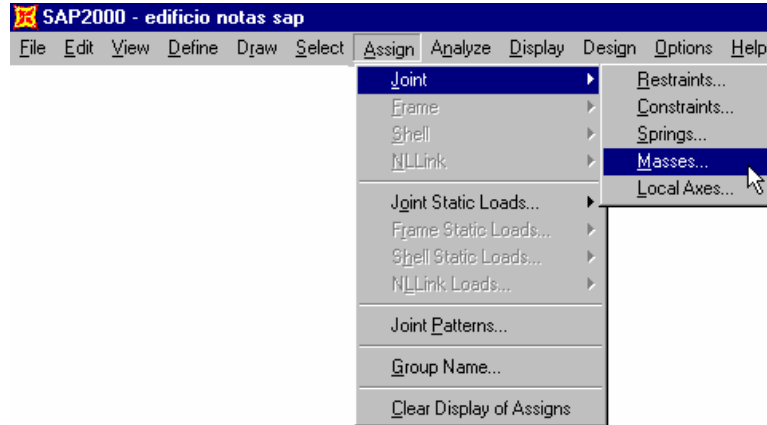 SAP2000 - edificio notas sap
File Edit View Define Draw Select Assign Analyze Display Design Options Help
Joint
Frame
Shell
NLLink
Joint Static Loads...
Frame Static Loads...
Shell Static Loads...
NLLink Loads...
Joint Patterns...
Group Name...
Clear Display of Assigns
Restraints...
Constraints...
Springs...
Masses...
Local Axes...